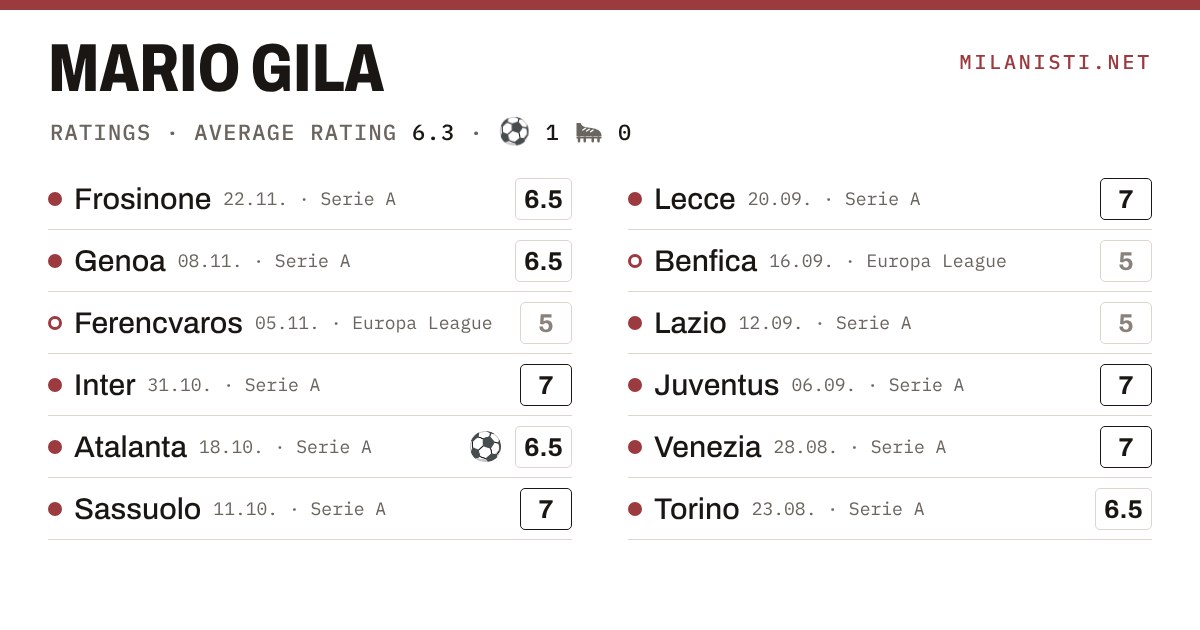 MARIO GILA
MILANISTI.NET
RATINGS · AVERAGE RATING 6.3 · ⚽ 1 0
Frosinone 22.11. · Serie A 6.5
Genoa 08.11. · Serie A 6.5
Ferencvaros 05.11. · Europa League 5
Inter 31.10. · Serie A 7
Atalanta 18.10. · Serie A ⚽ 6.5
Sassuolo 11.10. · Serie A 7
Lecce 20.09. · Serie A 7
Benfica 16.09. · Europa League 5
Lazio 12.09. · Serie A 5
Juventus 06.09. · Serie A 7
Venezia 28.08. · Serie A 7
Torino 23.08. · Serie A 6.5